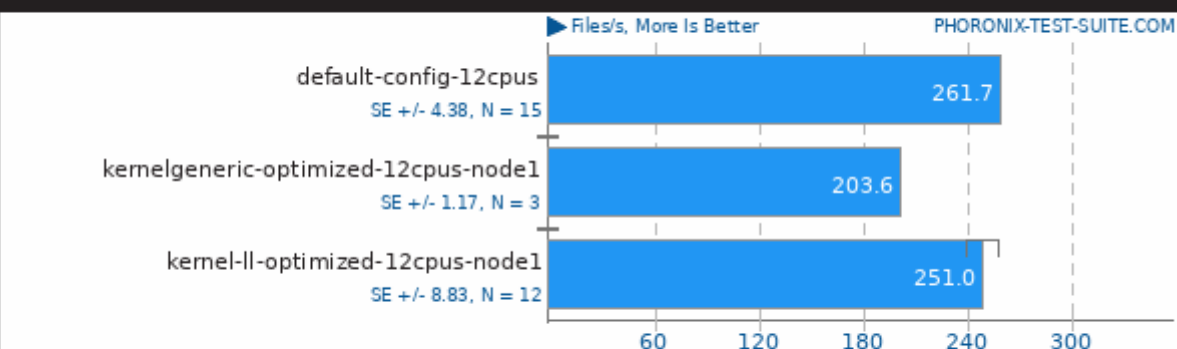 Files/s, More Is Better PHORONIX-TEST-SUITE.COM
default-config-12cpus
SE +/- 4.38, N = 15
261.7
kernelgeneric-optimized-12cpus-node1
SE +/- 1.17, N = 3
203.6
kernel-ll-optimized-12cpus-node1
SE +/- 8.83, N = 12
251.0
60 120 180 240 300